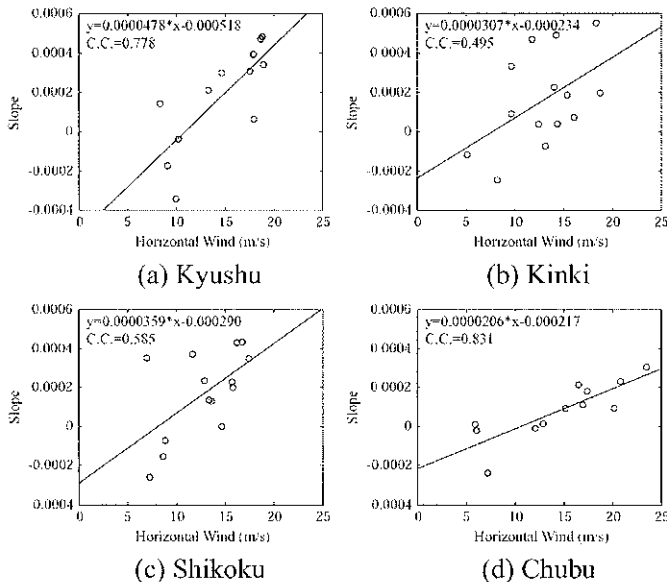 y=0.0000478*x-0.000518
C.C.=0.778
0.0006
0.0004
0.0002
0
-0.0002
-0.0004
Slope
0 5 10 15 20 25
Horizontal Wind (m/s)
(a) Kyushu
y=0.0000307*x-0.000234
C.C.=0.495
0.0006
0.0004
0.0002
0
-0.0002
-0.0004
Slope
0 5 10 15 20 25
Horizontal Wind (m/s)
(b) Kinki
y=0.0000359*x-0.000290
C.C.=0.585
0.0006
0.0004
0.0002
0
-0.0002
0.0004
Slope
0 5 10 15 20 25
Horizontal Wind (m/s)
(c) Shikoku
y=0.0000206*x-0.000217
C.C.=0.831
0.0006
0.0004
0.0002
0
-0.0002
0.0004
Slope
0 5 10 15 20 25
Horizontal Wind (m/s)
(d) Chubu